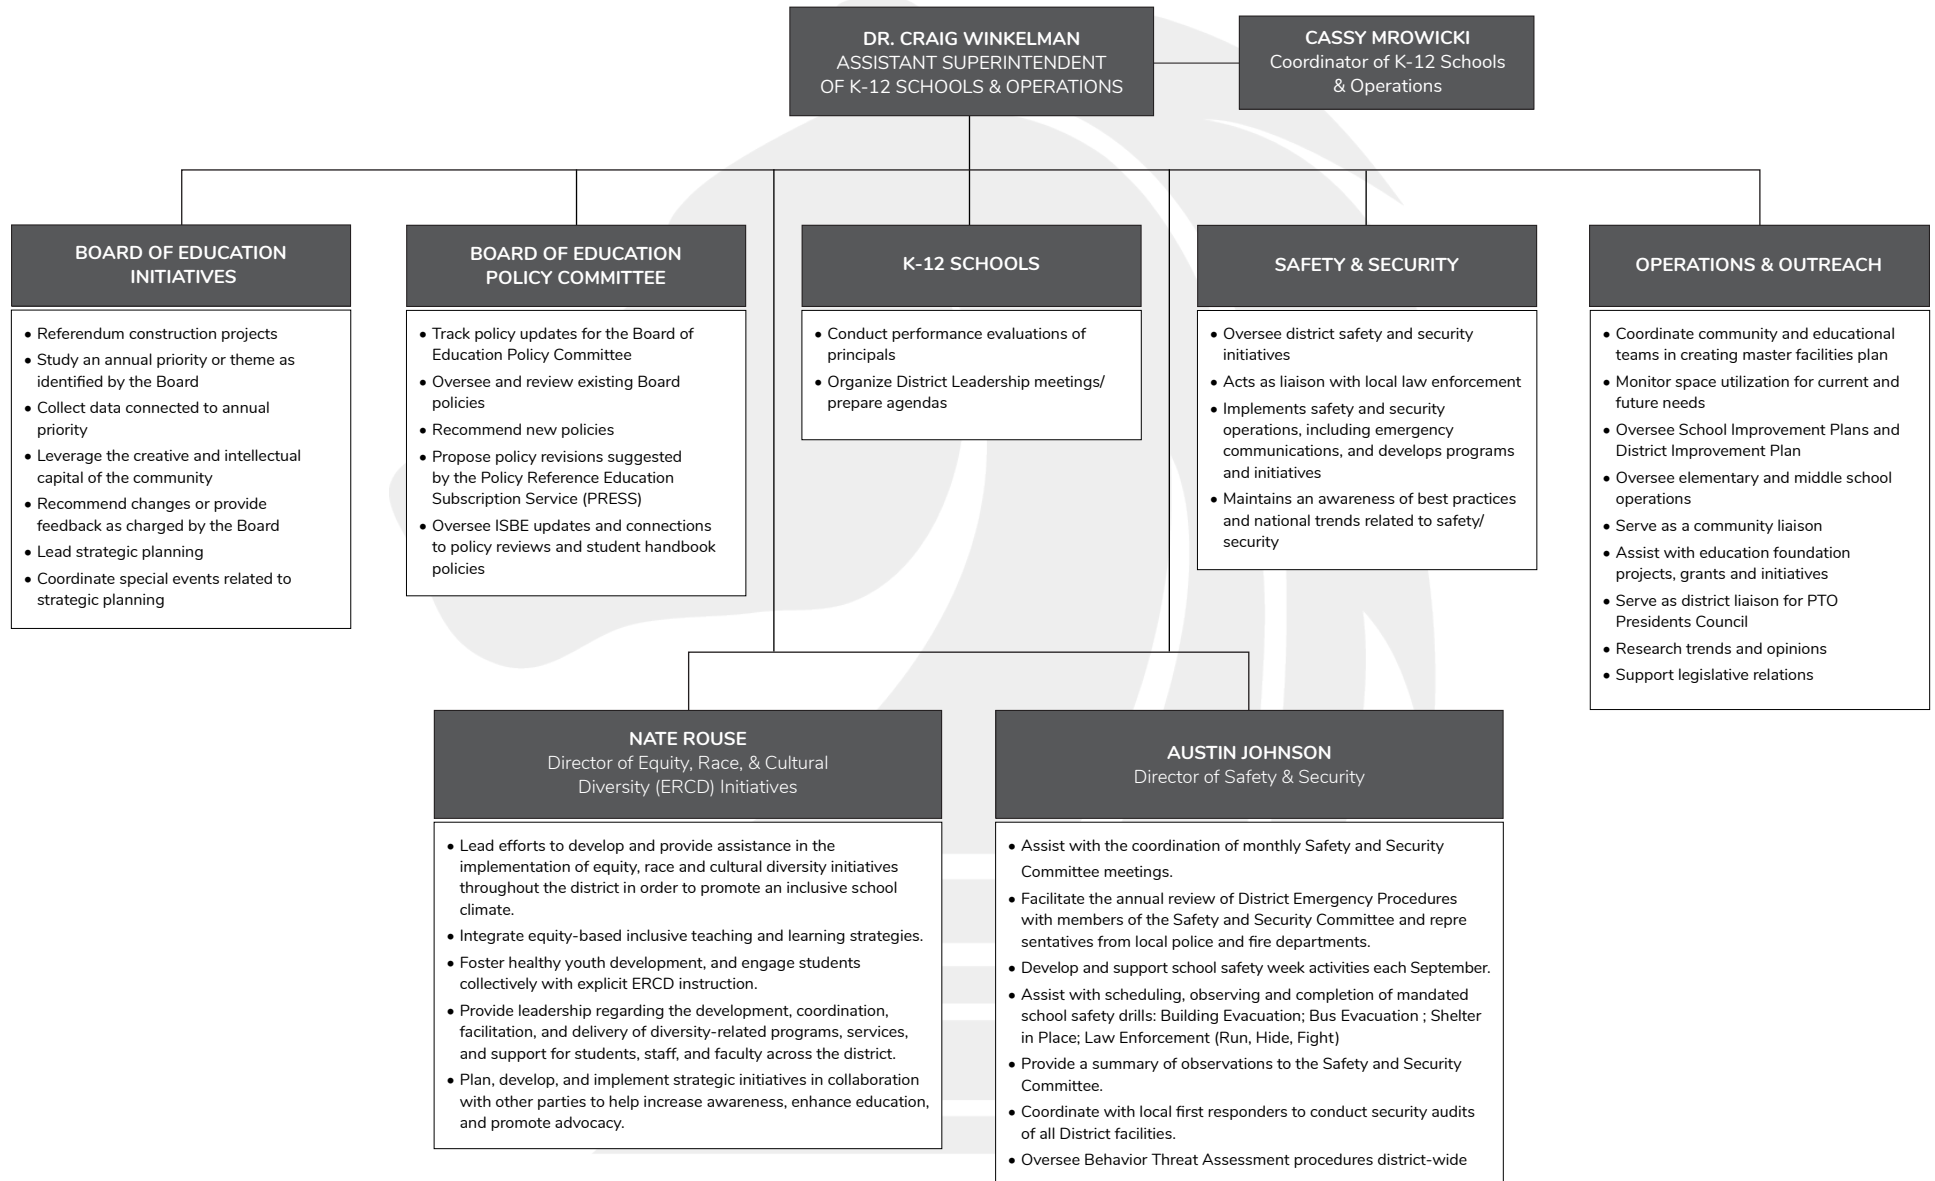 DR. CRAIG WINKELMAN
ASSISTANT SUPERINTENDENT
OF K-12 SCHOOLS & OPERATIONS
CASSY MROWICKI
Coordinator of K-12 Schools
& Operations
BOARD OF EDUCATION
INITIATIVES
• Referendum construction projects
• Study an annual priority or theme as
identified by the Board
• Collect data connected to annual
priority
• Leverage the creative and intellectual
capital of the community
• Recommend changes or provide
feedback as charged by the Board
• Lead strategic planning
• Coordinate special events related to
strategic planning
BOARD OF EDUCATION
POLICY COMMITTEE
• Track policy updates for the Board of
Education Policy Committee
• Oversee and review existing Board
policies
• Recommend new policies
• Propose policy revisions suggested
by the Policy Reference Education
Subscription Service (PRESS)
• Oversee ISBE updates and connections
to policy reviews and student handbook
policies
K-12 SCHOOLS
• Conduct performance evaluations of
principals
• Organize District Leadership meetings/
prepare agendas
SAFETY & SECURITY
• Oversee district safety and security
initiatives
• Acts as liaison with local law enforcement
• Implements safety and security
operations, including emergency
communications, and develops programs
and initiatives
• Maintains an awareness of best practices
and national trends related to safety/
security
OPERATIONS & OUTREACH
• Coordinate community and educational
teams in creating master facilities plan
• Monitor space utilization for current and
future needs
• Oversee School Improvement Plans and
District Improvement Plan
• Oversee elementary and middle school
operations
• Serve as a community liaison
• Assist with education foundation
projects, grants and initiatives
• Serve as district liaison for PTO
Presidents Council
• Research trends and opinions
• Support legislative relations
NATE ROUSE
Director of Equity, Race, & Cultural
Diversity (ERCD) Initiatives
• Lead efforts to develop and provide assistance in the
implementation of equity, race and cultural diversity initiatives
throughout the district in order to promote an inclusive school
climate.
• Integrate equity-based inclusive teaching and learning strategies.
• Foster healthy youth development, and engage students
collectively with explicit ERCD instruction.
• Provide leadership regarding the development, coordination,
facilitation, and delivery of diversity-related programs, services,
and support for students, staff, and faculty across the district.
• Plan, develop, and implement strategic initiatives in collaboration
with other parties to help increase awareness, enhance education,
and promote advocacy.
AUSTIN JOHNSON
Director of Safety & Security
• Assist with the coordination of monthly Safety and Security
Committee meetings.
• Facilitate the annual review of District Emergency Procedures
with members of the Safety and Security Committee and repre
sentatives from local police and fire departments.
• Develop and support school safety week activities each September.
• Assist with scheduling, observing and completion of mandated
school safety drills: Building Evacuation; Bus Evacuation ; Shelter
in Place; Law Enforcement (Run, Hide, Fight)
• Provide a summary of observations to the Safety and Security
Committee.
• Coordinate with local first responders to conduct security audits
of all District facilities.
• Oversee Behavior Threat Assessment procedures district-wide